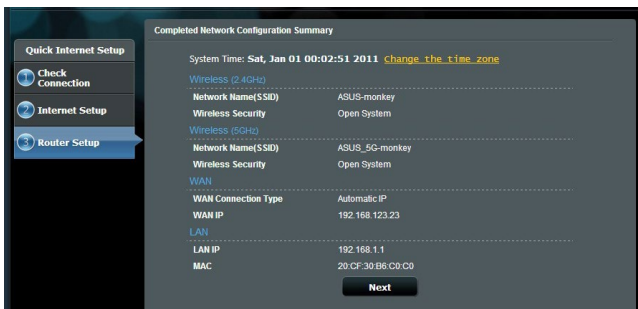 Completed Network Configuration Summary
Quick Internet Setup
1 Check Connection
2 Internet Setup
3 Router Setup
System Time: Sat, Jan 01 00:02:51 2011 Change the time zone
Wireless (2.4GHz)
Network Name(SSID) ASUS-monkey
Wireless Security Open System
Wireless (5GHz)
Network Name(SSID) ASUS_5G-monkey
Wireless Security Open System
WAN
WAN Connection Type Automatic IP
WAN IP 192.168.123.23
LAN
LAN IP 192.168.1.1
MAC 20:CF:30:B6:C0:C0
Next